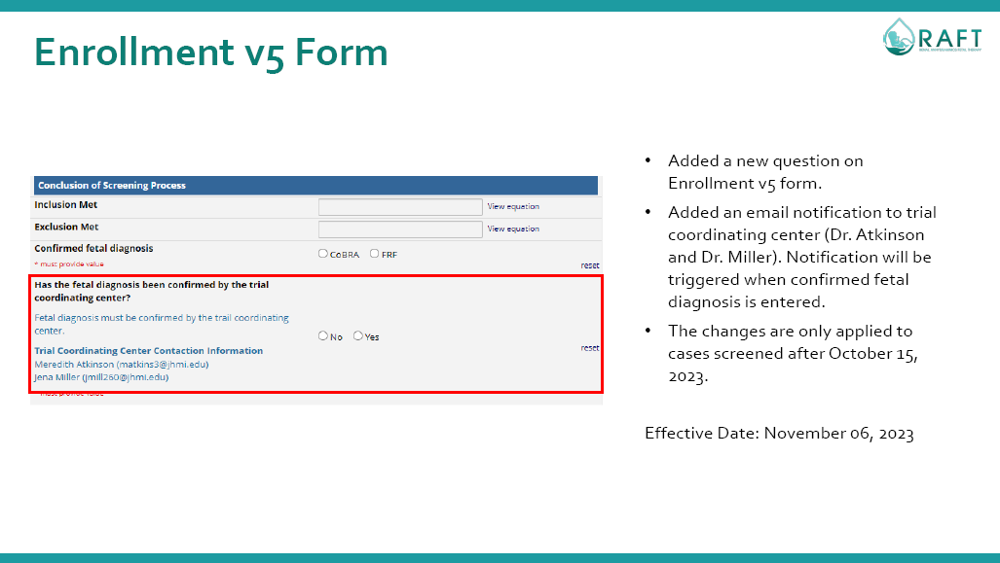 Enrollment v5 Form
RAFT
Conclusion of Screening Process
Inclusion Met
View equation
Exclusion Met
View equation
Confirmed fetal diagnosis
CoBRA FRF
* must provide value
reset
Has the fetal diagnosis been confirmed by the trial
coordinating center?
Fetal diagnosis must be confirmed by the trail coordinating
center.
No Yes
reset
Trial Coordinating Center Contaction Information
Meredith Atkinson (matkins3@jhmi.edu)
Jena Miller (jmill260@jhmi.edu)
* must provide value
• Added a new question on
Enrollment v5 form.
• Added an email notification to trial
coordinating center (Dr. Atkinson
and Dr. Miller). Notification will be
triggered when confirmed fetal
diagnosis is entered.
• The changes are only applied to
cases screened after October 15,
2023.
Effective Date: November 06, 2023